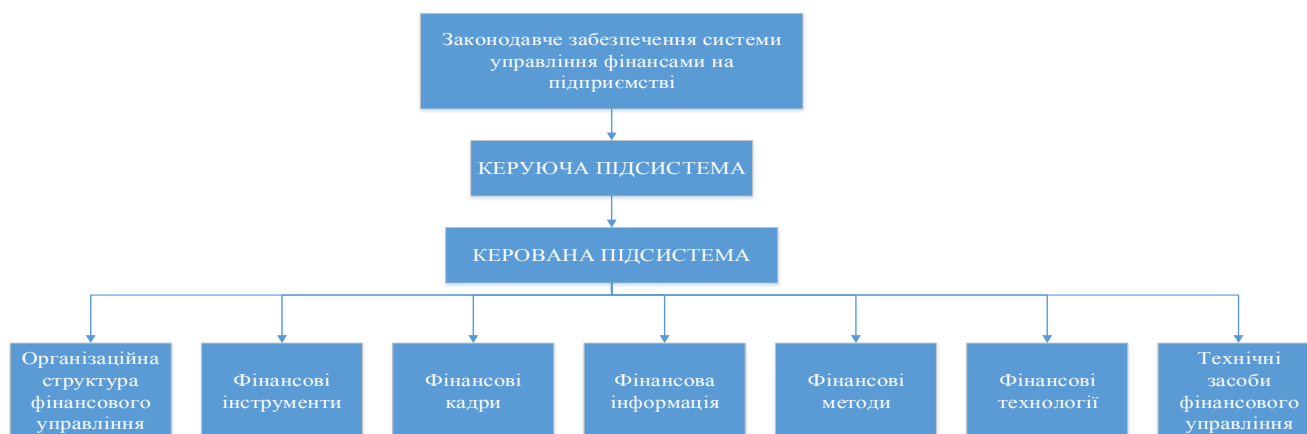 Законодавче забезпечення системи
управління фінансами на
підприємстві
КЕРУЮЧА ПІДСИСТЕМА
КЕРОВАНА ПІДСИСТЕМА
Організаційна
структура
фінансового
управління
Фінансові
інструменти
Фінансові
кадри
Фінансова
інформація
Фінансові
методи
Фінансові
технології
Технічні
засоби
фінансового
управління